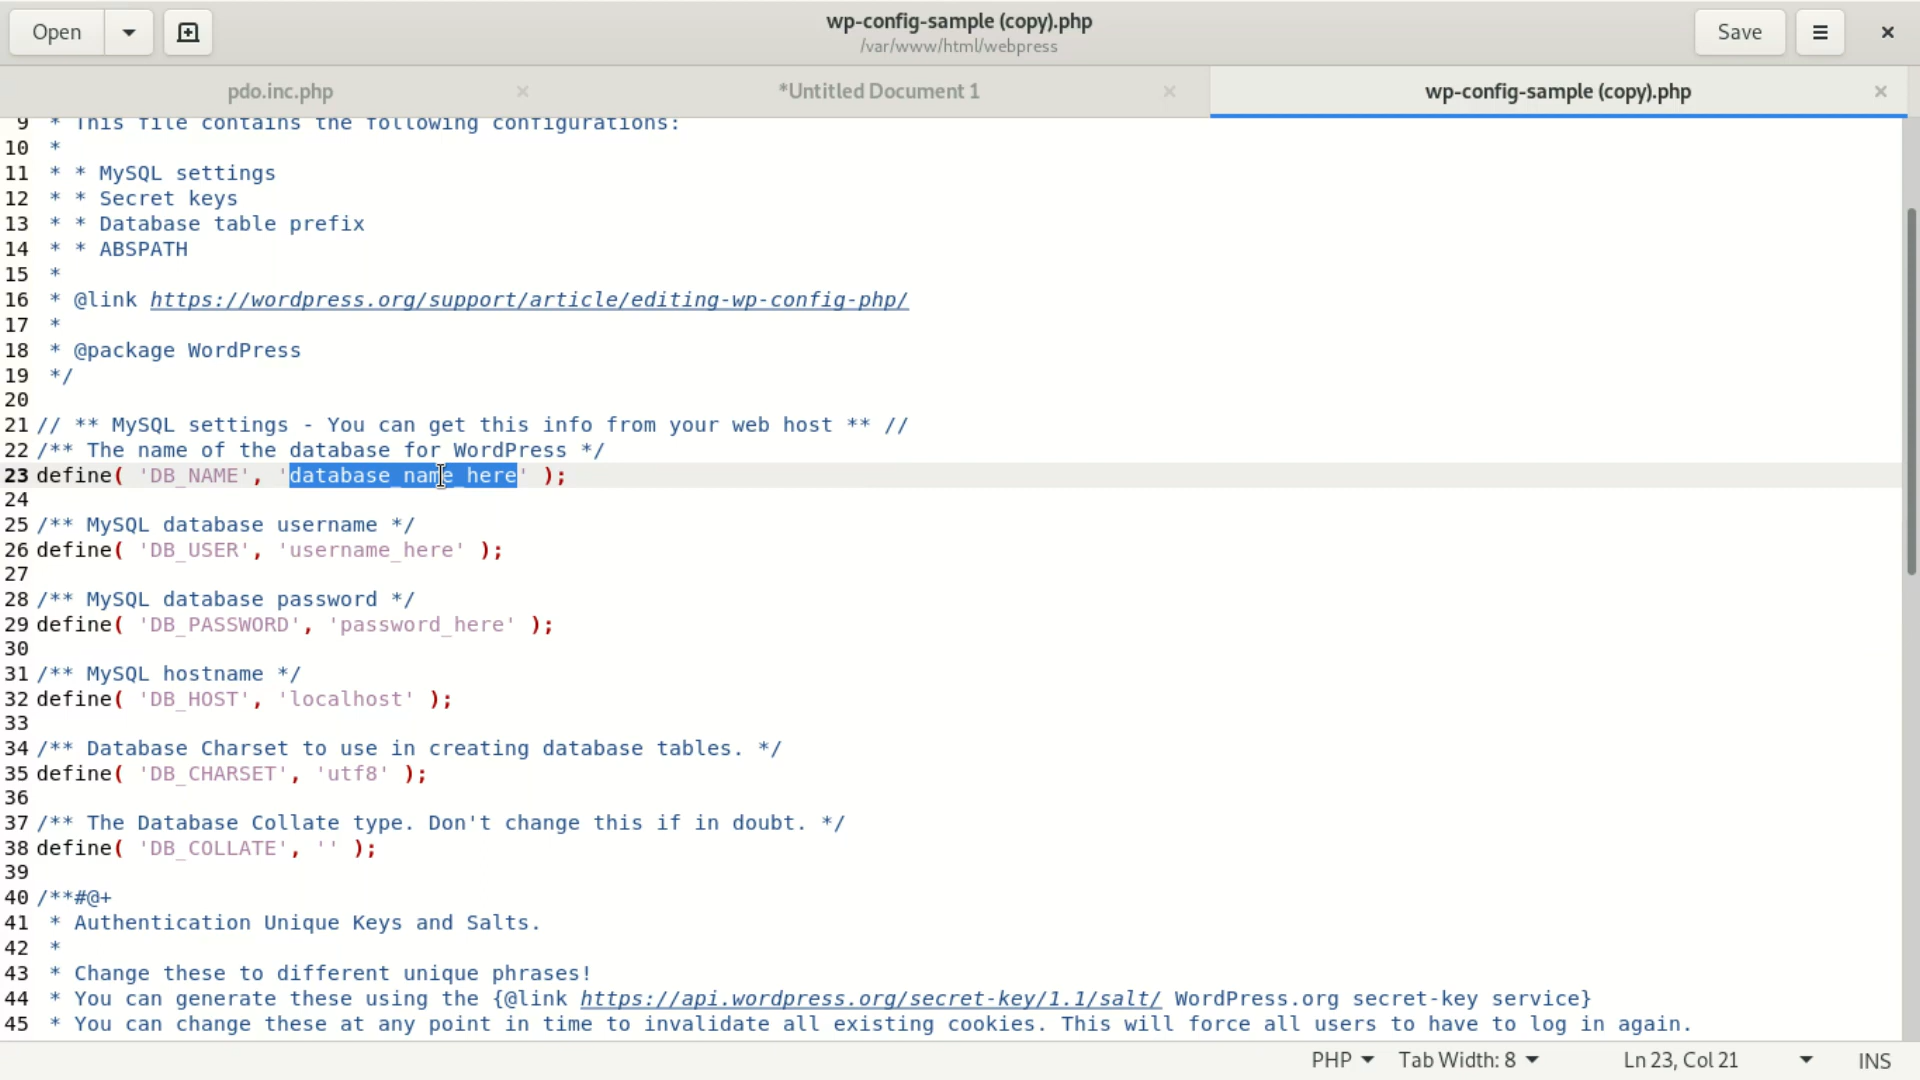 Open
wp-config-sample (copy).php
/var/www/html/webpress
Save
pdo.inc.php
*Untitled Document 1
wp-config-sample (copy).php
9 * This file contains the following configurations:
10 *
11 * * MySQL settings
12 * * Secret keys
13 * * Database table prefix
14 * * ABSPATH
15 *
16 * @link https://wordpress.org/support/article/editing-wp-config-php/
17 *
18 * @package WordPress
19 */
20
21 // ** MySQL settings - You can get this info from your web host ** //
22 /** The name of the database for WordPress */
23 define( 'DB_NAME', 'database_name_here' );
24
25 /** MySQL database username */
26 define( 'DB_USER', 'username_here' );
27
28 /** MySQL database password */
29 define( 'DB_PASSWORD', 'password_here' );
30
31 /** MySQL hostname */
32 define( 'DB_HOST', 'localhost' );
33
34 /** Database Charset to use in creating database tables. */
35 define( 'DB_CHARSET', 'utf8' );
36
37 /** The Database Collate type. Don't change this if in doubt. */
38 define( 'DB_COLLATE', '' );
39
40 /**#@+
41 * Authentication Unique Keys and Salts.
42 *
43 * Change these to different unique phrases!
44 * You can generate these using the {@link https://api.wordpress.org/secret-key/1.1/salt/ WordPress.org secret-key service}
45 * You can change these at any point in time to invalidate all existing cookies. This will force all users to have to log in again.
PHP
Tab Width: 8
Ln 23, Col 21
INS